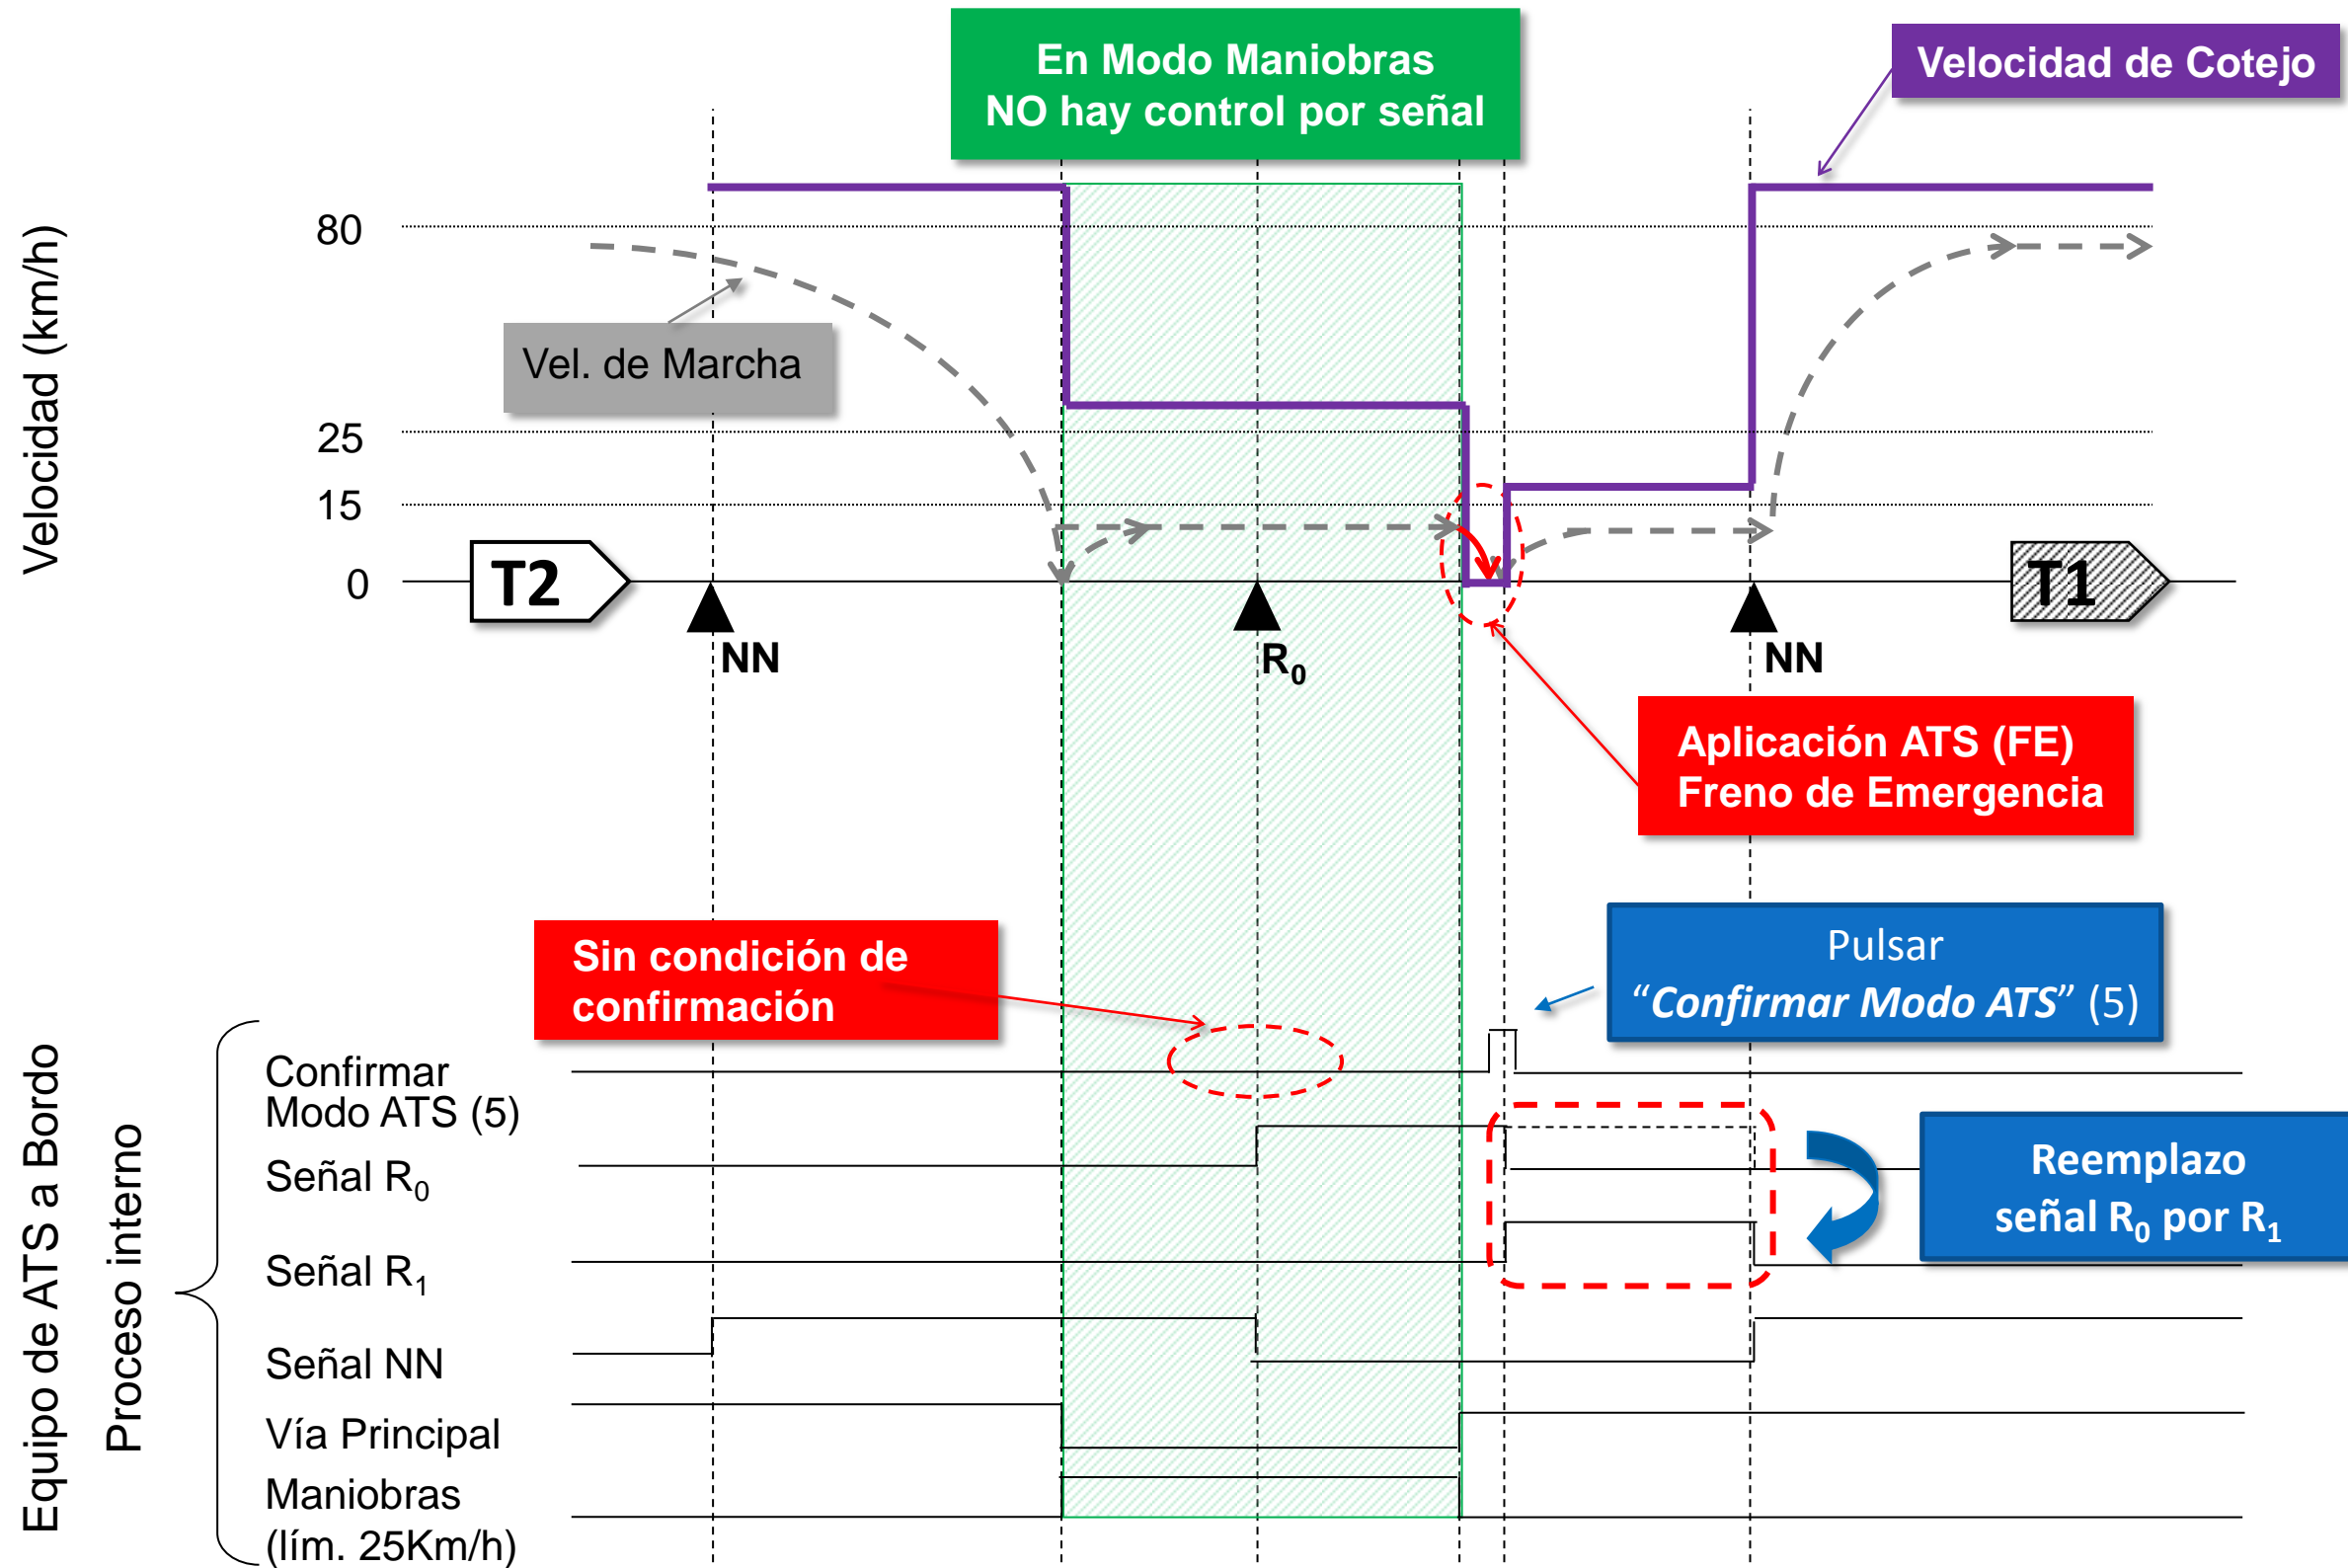 En Modo Maniobras
NO hay control por señal
Velocidad de Cotejo
Velocidad (km/h)
80
Vel. de Marcha
25
15
0
T2
T1
NN
R₀
NN
Aplicación ATS (FE)
Freno de Emergencia
Sin condición de
confirmación
Pulsar
“Confirmar Modo ATS” (5)
Equipo de ATS a Bordo
Proceso interno
Confirmar
Modo ATS (5)
Señal R₀
Señal R₁
Señal NN
Vía Principal
Maniobras
(lím. 25Km/h)
Reemplazo
señal R₀ por R₁